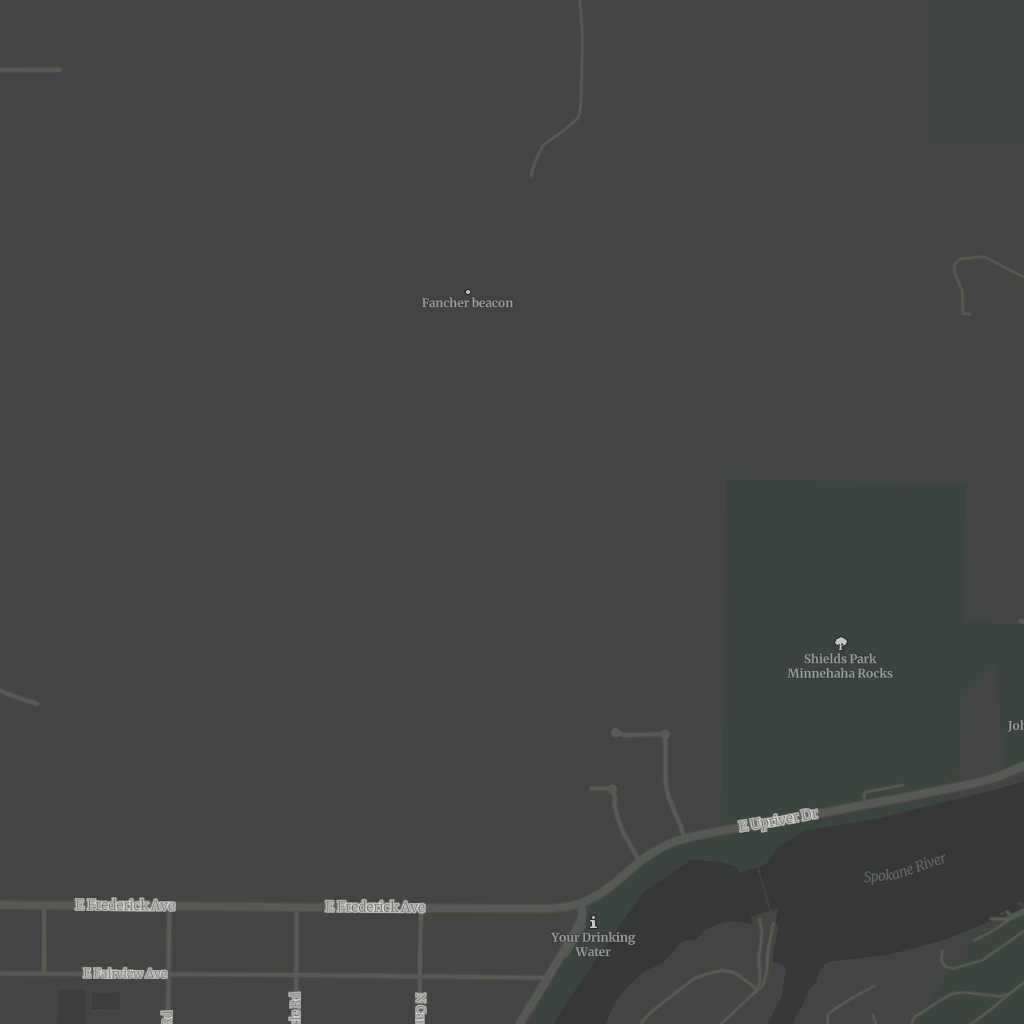 Fancher beacon
Shields Park
Minnehaha Rocks
E Upriver Dr
Spokane River
E Frederick Ave
E Frederick Ave
Your Drinking
Water
E Fairview Ave
Rd